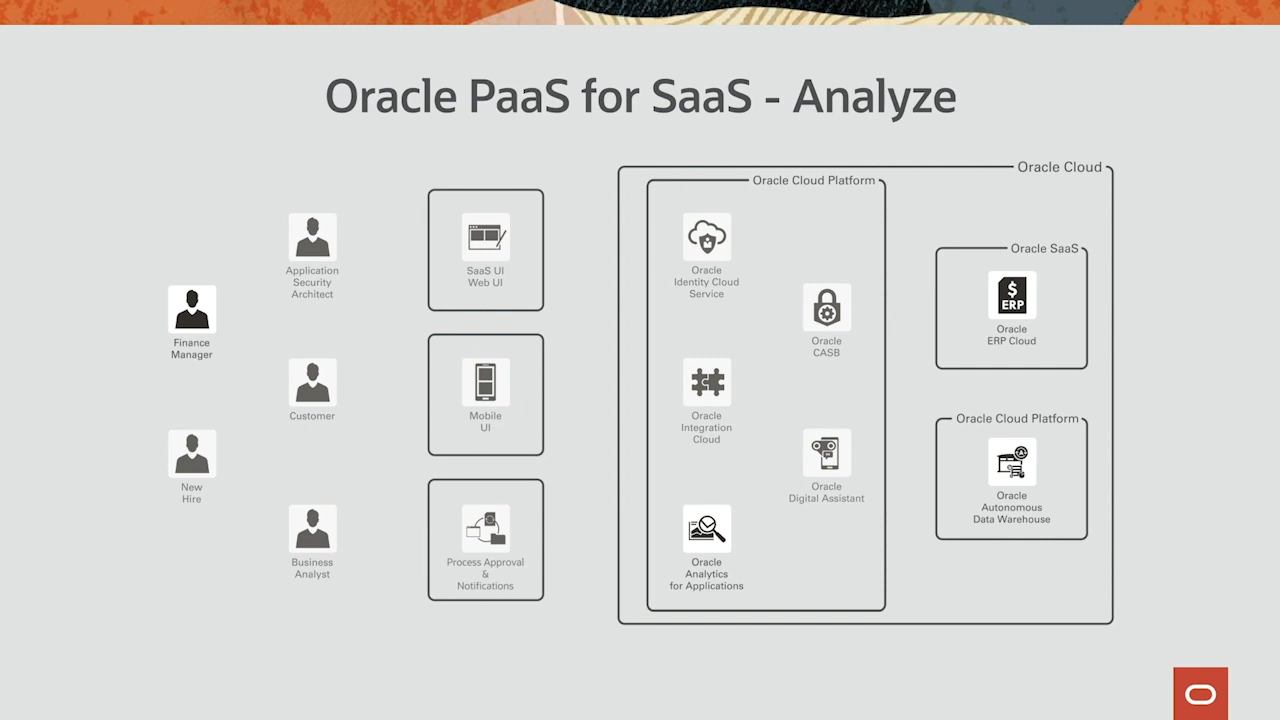 Oracle PaaS for SaaS - Analyze
Finance
Manager
New
Hire
Application
Security
Architect
Customer
Business
Analyst
SaaS UI
Web UI
Mobile
UI
Process Approval
&
Notifications
Oracle Cloud
Oracle Cloud Platform
Oracle
Identity Cloud
Service
Oracle
CASB
Oracle
Integration
Cloud
Oracle
Digital Assistant
Oracle
Analytics
for Applications
Oracle SaaS
$
ERP
Oracle
ERP Cloud
Oracle Cloud Platform
Oracle
Autonomous
Data Warehouse